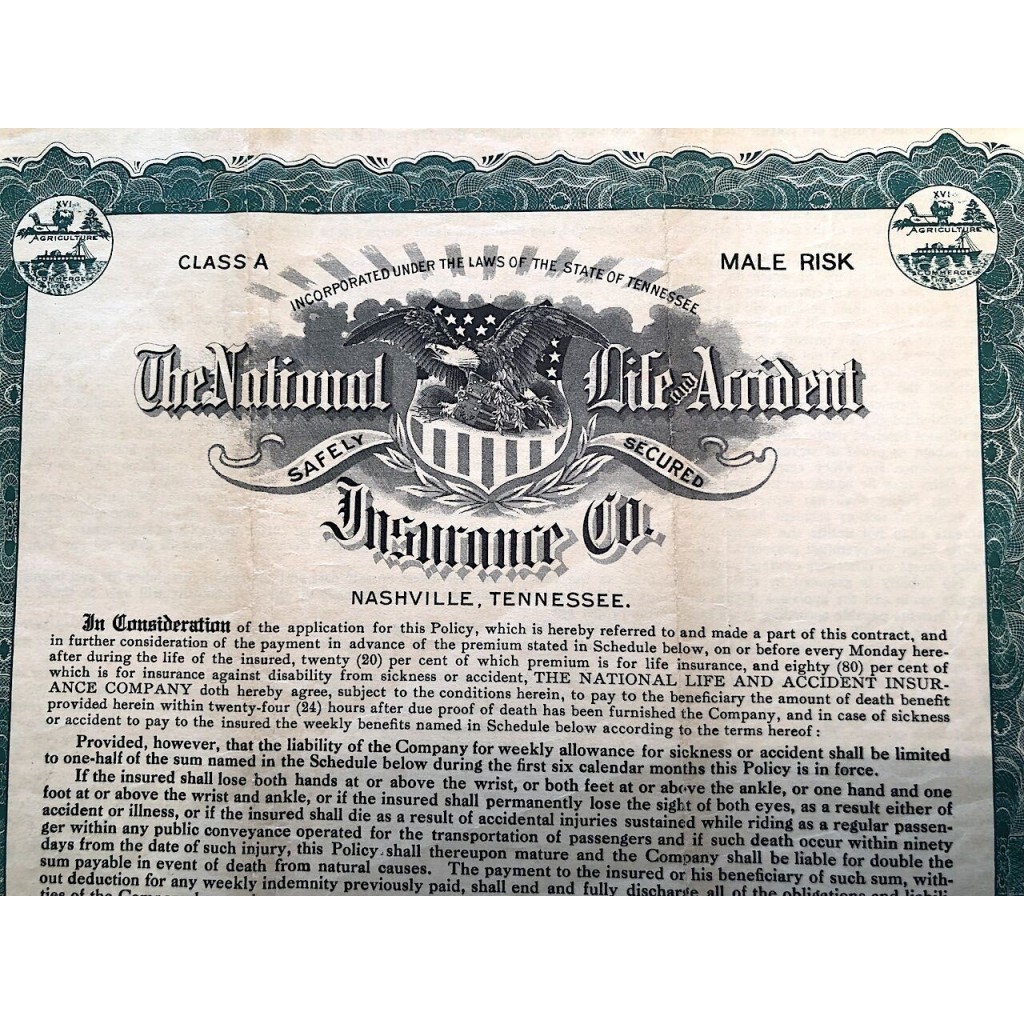 XVI
AGRICULTURE
COMMERCE
XVI
AGRICULTURE
COMMERCE
CLASS A
MALE RISK
INCORPORATED UNDER THE LAWS OF THE STATE OF TENNESSEE
The National Life and Accident
SAFELY SECURED
Insurance Co.
NASHVILLE, TENNESSEE.
In Consideration of the application for this Policy, which is hereby referred to and made a part of this contract, and
in further consideration of the payment in advance of the premium stated in Schedule below, on or before every Monday here-
after during the life of the insured, twenty (20) per cent of which premium is for life insurance, and eighty (80) per cent of
which is for insurance against disability from sickness or accident, THE NATIONAL LIFE AND ACCIDENT INSUR-
ANCE COMPANY doth hereby agree, subject to the conditions herein, to pay to the beneficiary the amount of death benefit
provided herein within twenty-four (24) hours after due proof of death has been furnished the Company, and in case of sickness
or accident to pay to the insured the weekly benefits named in Schedule below according to the terms hereof:
Provided, however, that the liability of the Company for weekly allowance for sickness or accident shall be limited
to one-half of the sum named in the Schedule below during the first six calendar months this Policy is in force.
If the insured shall lose both hands at or above the wrist, or both feet at or above the ankle, or one hand and one
foot at or above the wrist and ankle, or if the insured shall permanently lose the sight of both eyes, as a result either of
accident or illness, or if the insured shall die as a result of accidental injuries sustained while riding as a regular passen-
ger within any public conveyance operated for the transportation of passengers and if such death occur within ninety
days from the date of such injury, this Policy shall thereupon mature and the Company shall be liable for double the
sum payable in event of death from natural causes. The payment to the insured or his beneficiary of such sum, with-
out deduction for any weekly indemnity previously paid, shall end and fully discharge all of the obligations and liabili-